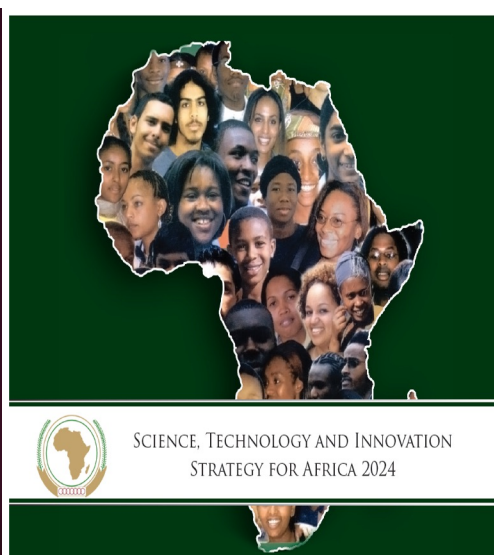 SCIENCE, TECHNOLOGY AND INNOVATION
STRATEGY FOR AFRICA 2024